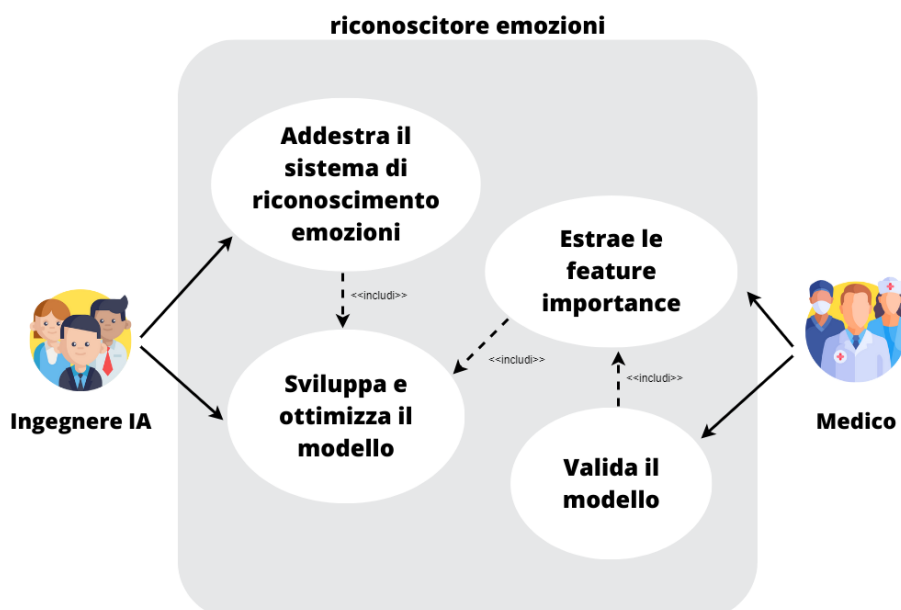 riconoscitore emozioni
Addestra il
sistema di
riconoscimento
emozioni
Estrae le
feature
importance
<<includi>>
<<includi>>
<<includi>>
Sviluppa e
ottimizza il
modello
Ingegnere IA
Medico
Valida il
modello